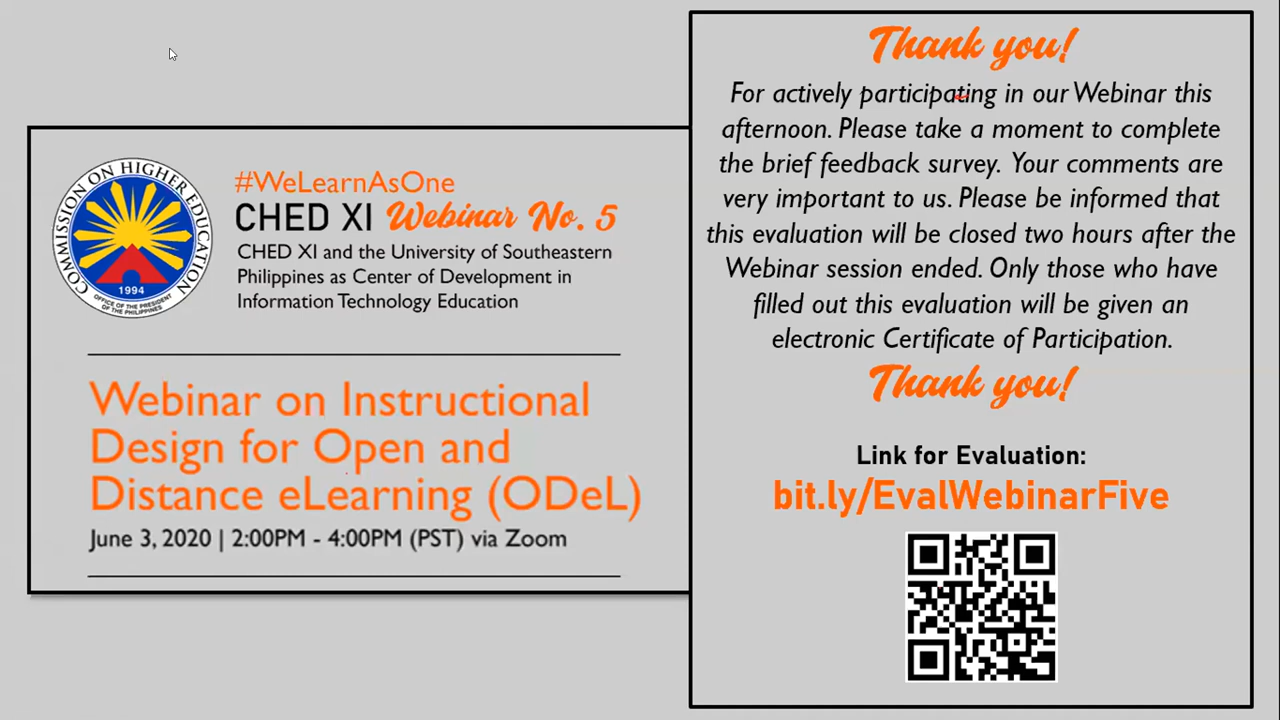 COMMISSION ON HIGHER EDUCATION
1994
OFFICE OF THE PRESIDENT
OF THE PHILIPPINES
#WeLearnAsOne
CHED XI Webinar No. 5
CHED XI and the University of Southeastern
Philippines as Center of Development in
Information Technology Education
Webinar on Instructional
Design for Open and
Distance eLearning (ODeL)
June 3, 2020 | 2:00PM - 4:00PM (PST) via Zoom
Thank you!
For actively participating in our Webinar this
afternoon. Please take a moment to complete
the brief feedback survey. Your comments are
very important to us. Please be informed that
this evaluation will be closed two hours after the
Webinar session ended. Only those who have
filled out this evaluation will be given an
electronic Certificate of Participation.
Thank you!
Link for Evaluation:
bit.ly/EvalWebinarFive